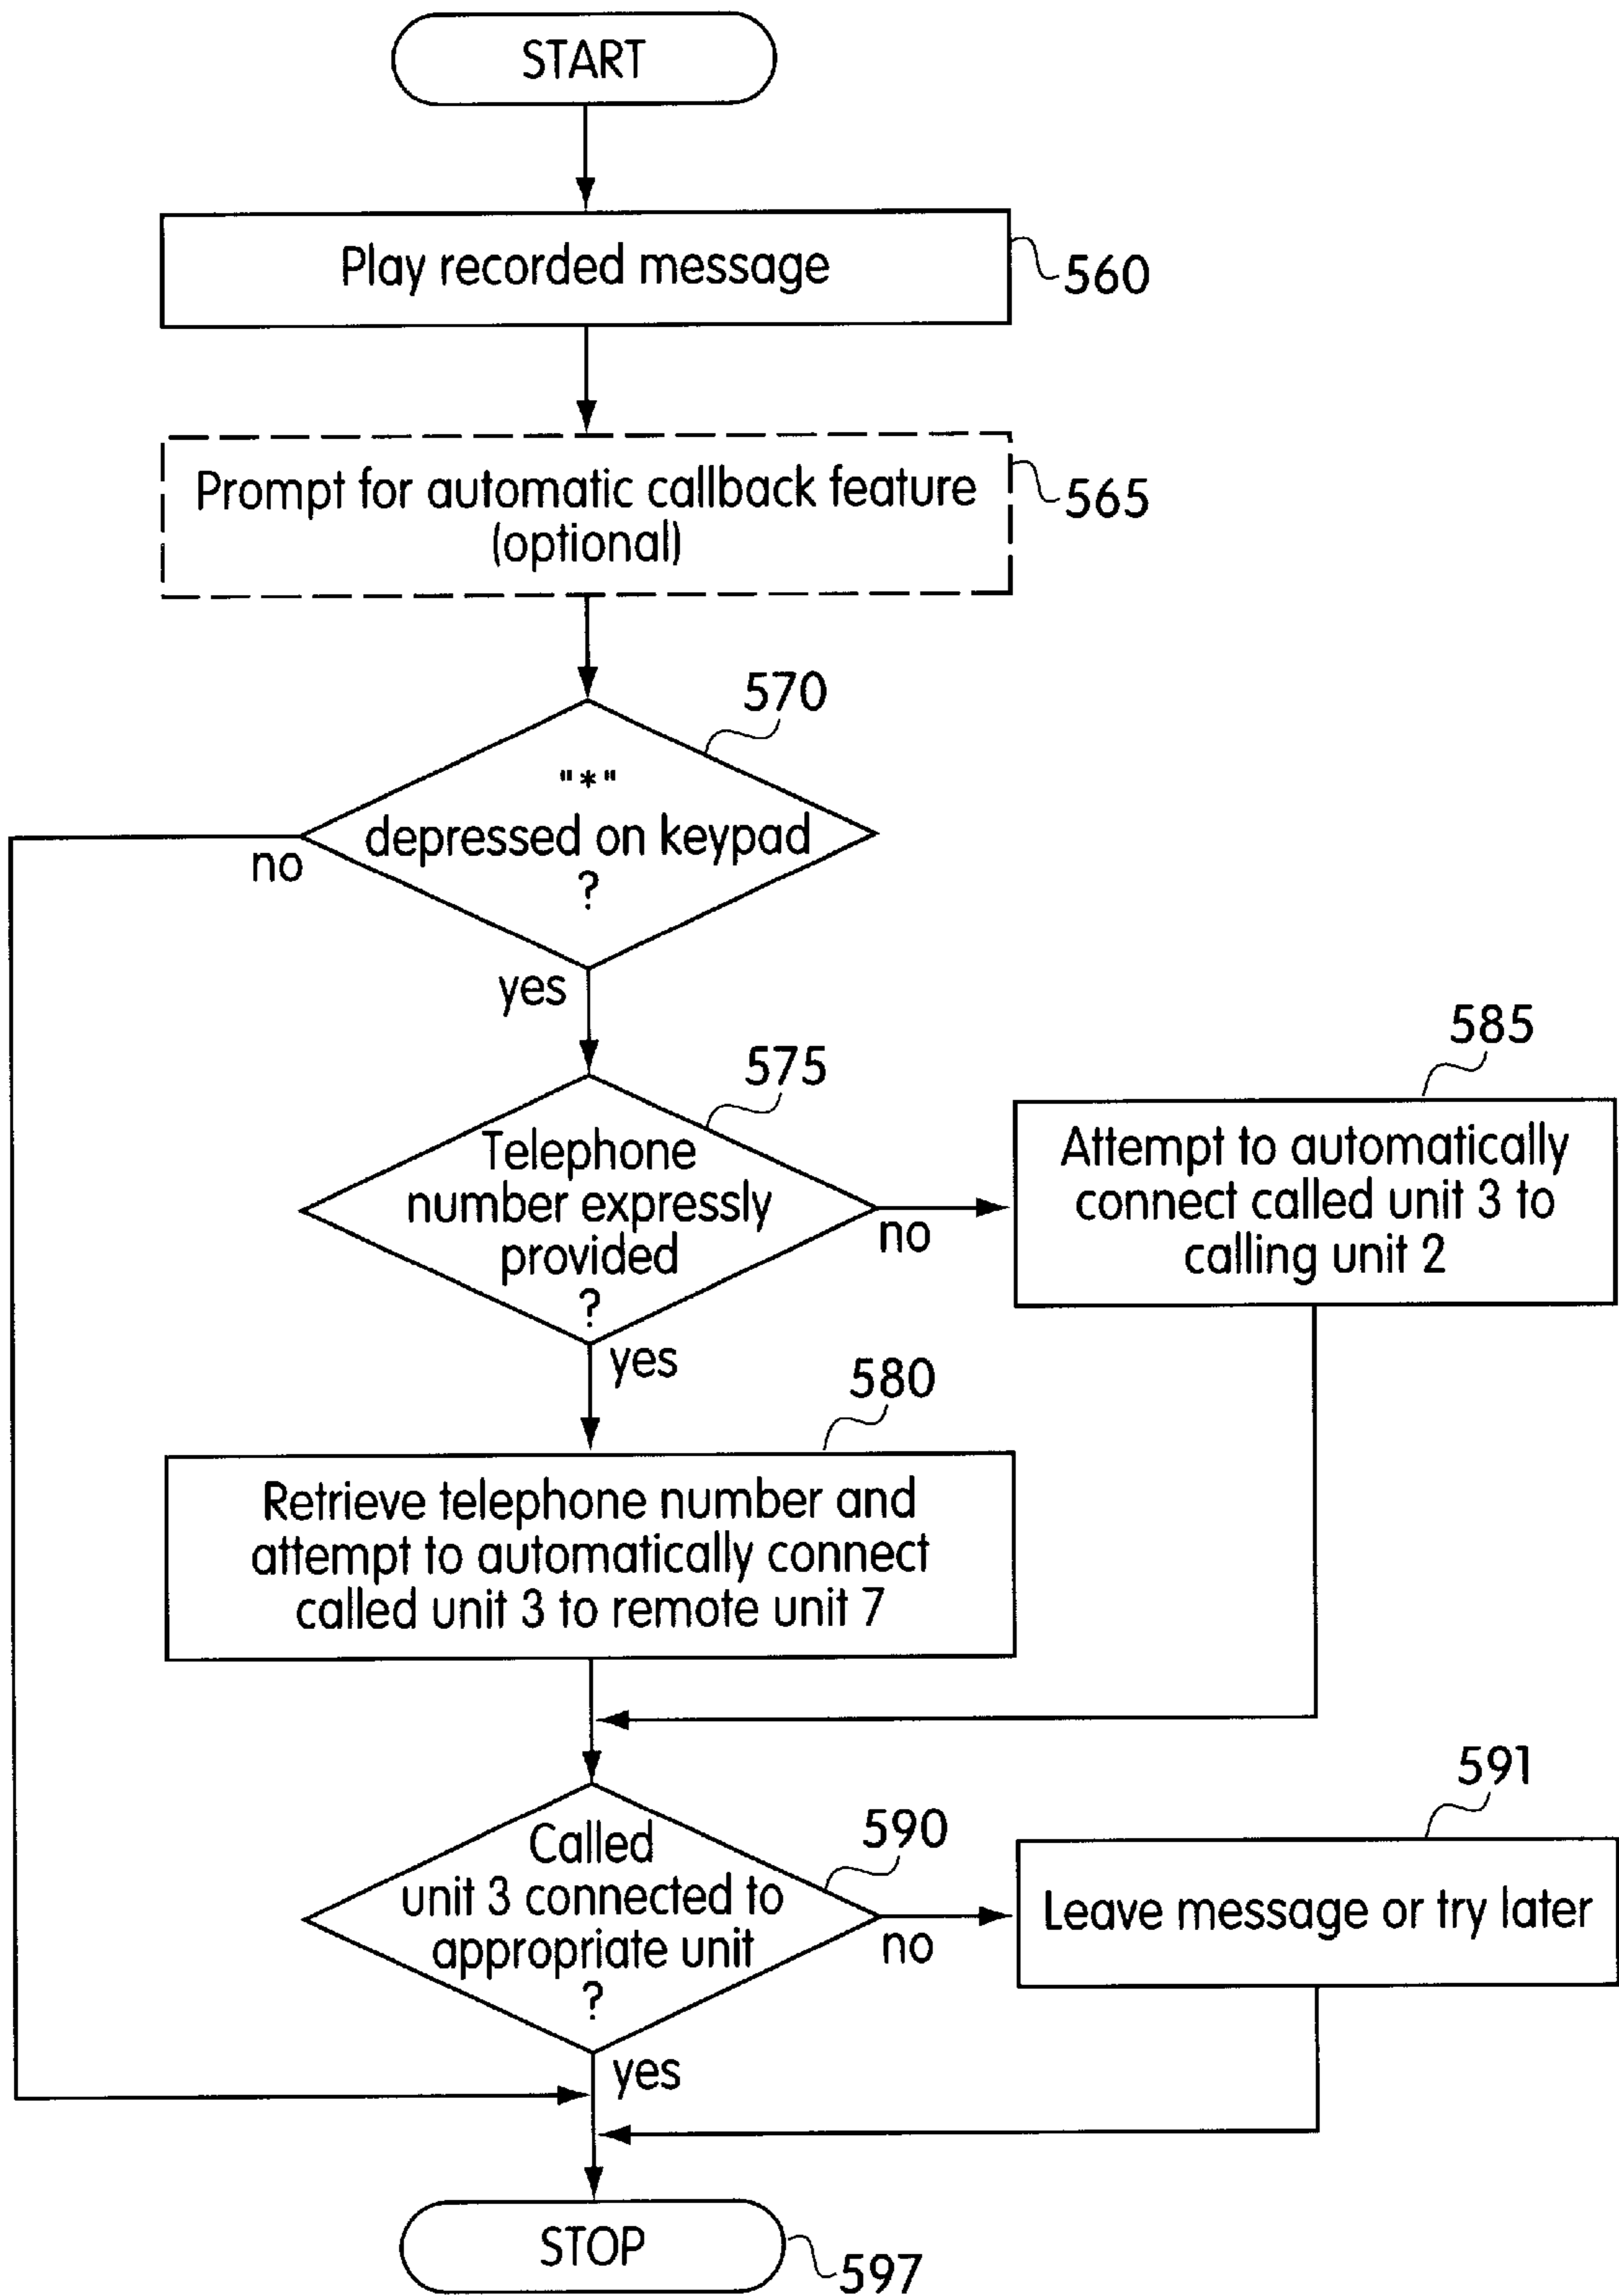 START
Play recorded message
560
Prompt for automatic callback feature
(optional)
565
570
"*"
depressed on keypad
?
no
yes
575
Telephone
number expressly
provided
?
no
yes
585
Attempt to automatically
connect called unit 3 to
calling unit 2
580
Retrieve telephone number and
attempt to automatically connect
called unit 3 to remote unit 7
590
Called
unit 3 connected to
appropriate unit
?
no
yes
591
Leave message or try later
STOP
597